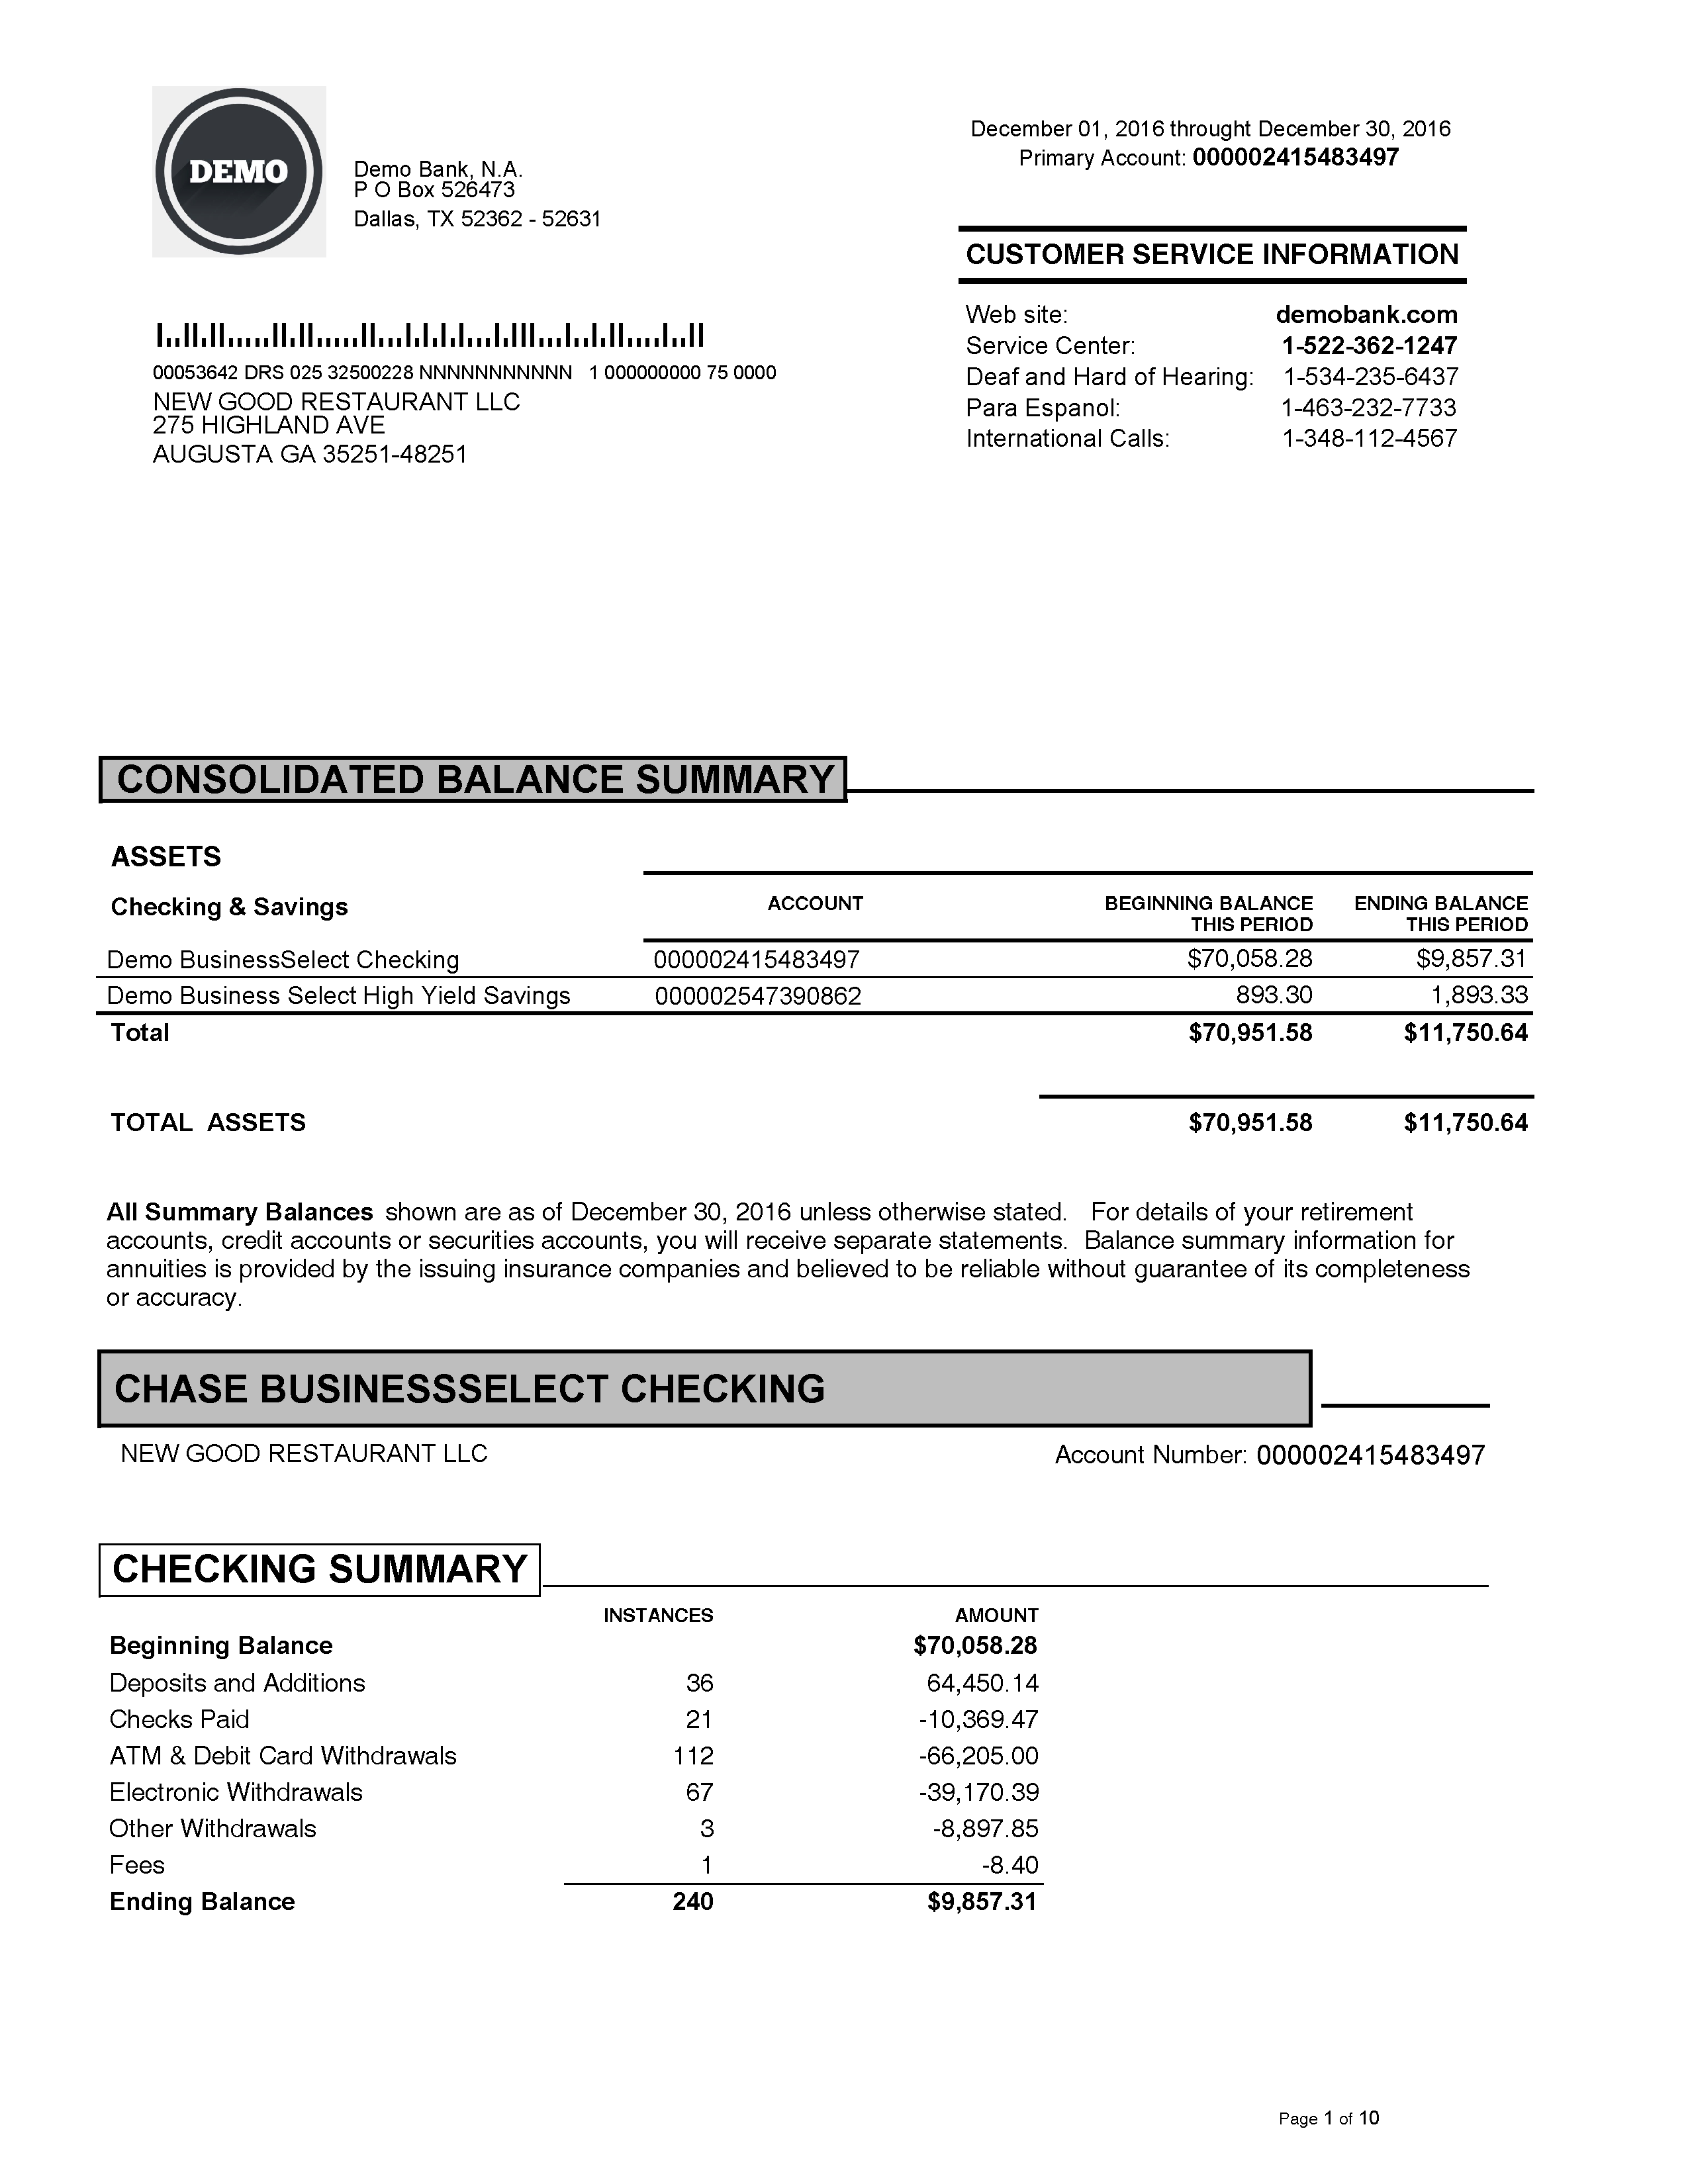 DEMO
Demo Bank, N.A.
P O Box 526473
Dallas, TX 52362 - 52631
December 01, 2016 throught December 30, 2016
Primary Account: 000002415483497
CUSTOMER SERVICE INFORMATION
Web site: demobank.com
Service Center: 1-522-362-1247
Deaf and Hard of Hearing: 1-534-235-6437
Para Espanol: 1-463-232-7733
International Calls: 1-348-112-4567
00053642 DRS 025 32500228 NNNNNNNNNNNN 1 000000000 75 0000
NEW GOOD RESTAURANT LLC
275 HIGHLAND AVE
AUGUSTA GA 35251-48251
CONSOLIDATED BALANCE SUMMARY
ASSETS
Checking & Savings ACCOUNT BEGINNING BALANCE THIS PERIOD ENDING BALANCE THIS PERIOD
Demo BusinessSelect Checking 000002415483497 $70,058.28 $9,857.31
Demo Business Select High Yield Savings 000002547390862 893.30 1,893.33
Total $70,951.58 $11,750.64
TOTAL ASSETS $70,951.58 $11,750.64
All Summary Balances shown are as of December 30, 2016 unless otherwise stated. For details of your retirement
accounts, credit accounts or securities accounts, you will receive separate statements. Balance summary information for
annuities is provided by the issuing insurance companies and believed to be reliable without guarantee of its completeness
or accuracy.
CHASE BUSINESSSELECT CHECKING
NEW GOOD RESTAURANT LLC Account Number: 000002415483497
CHECKING SUMMARY
INSTANCES AMOUNT
Beginning Balance $70,058.28
Deposits and Additions 36 64,450.14
Checks Paid 21 -10,369.47
ATM & Debit Card Withdrawals 112 -66,205.00
Electronic Withdrawals 67 -39,170.39
Other Withdrawals 3 -8,897.85
Fees 1 -8.40
Ending Balance 240 $9,857.31
Page 1 of 10